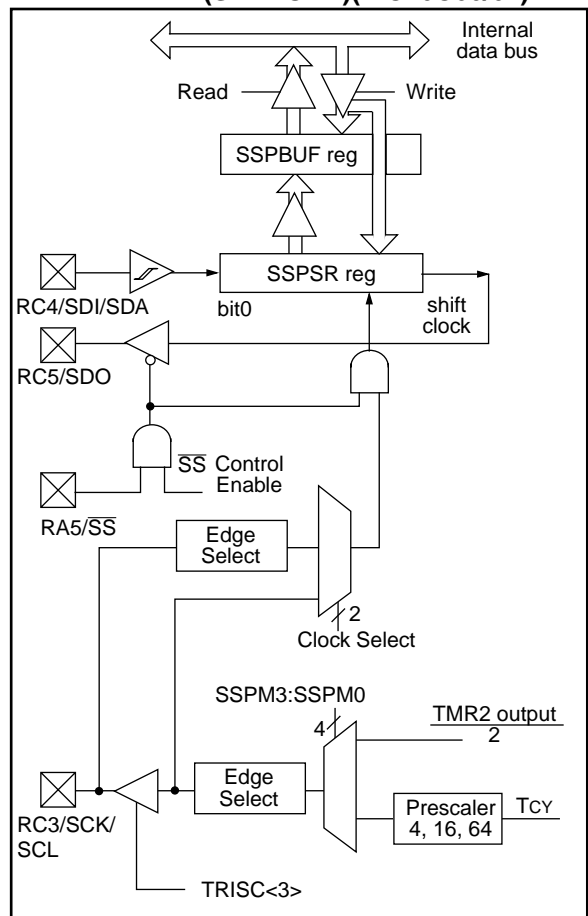 Internal
data bus
Read
Write
SSPBUF reg
SSPSR reg
RC4/SDI/SDA
bit0
shift
clock
RC5/SDO
SS Control
Enable
RA5/SS
Edge
Select
2
Clock Select
SSPM3:SSPM0
4
TMR2 output
2
Edge
Select
Prescaler
4, 16, 64
TCY
RC3/SCK/
SCL
TRISC<3>